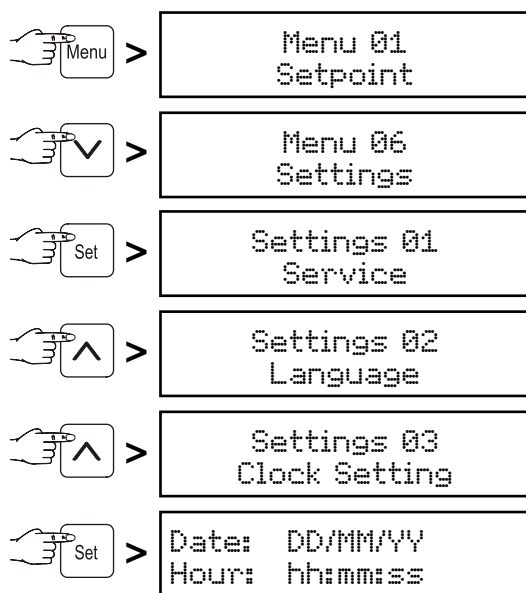 Menu > Menu 01
Setpoint
> Menu 06
Settings
Set > Settings 01
Service
> Settings 02
Language
> Settings 03
Clock Setting
Set > Date: DD/MM/YY
Hour: hh:mm:ss